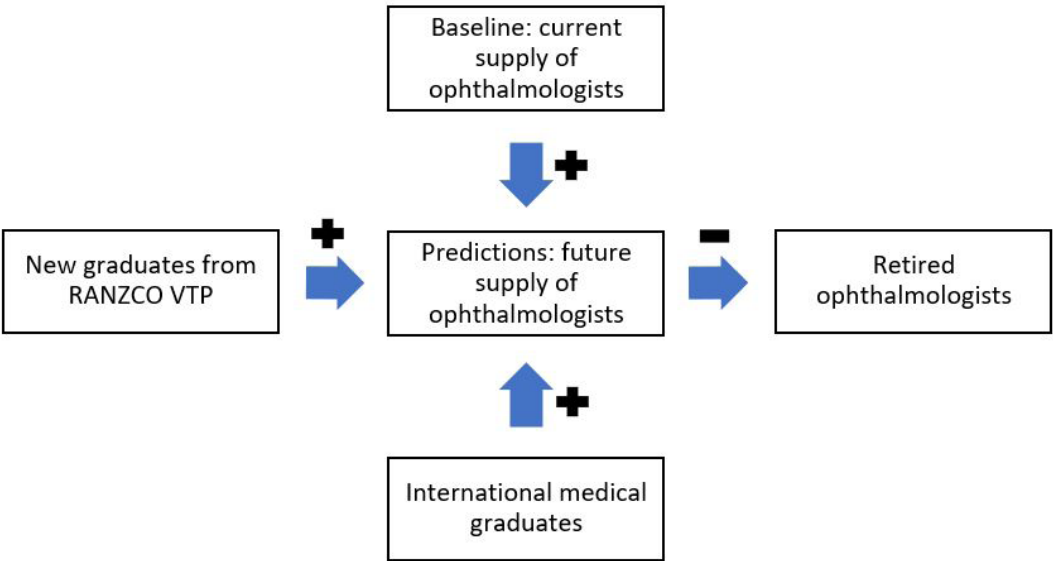 Baseline: current
supply of
ophthalmologists
New graduates from
RANZCO VTP
Predictions: future
supply of
ophthalmologists
Retired
ophthalmologists
International medical
graduates